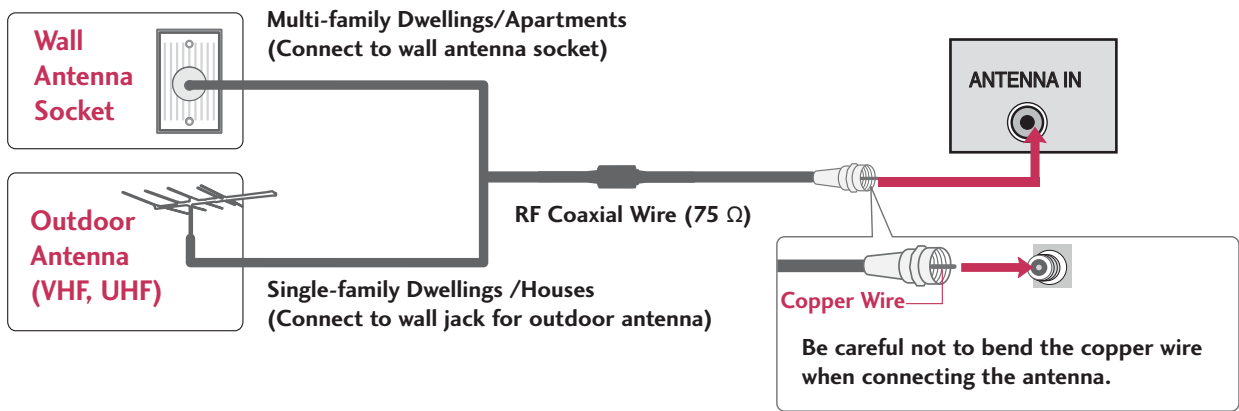 Wall
Antenna
Socket
Multi-family Dwellings/Apartments
(Connect to wall antenna socket)
ANTENNA IN
Outdoor
Antenna
(VHF, UHF)
RF Coaxial Wire (75 Ω)
Single-family Dwellings /Houses
(Connect to wall jack for outdoor antenna)
Copper Wire
Be careful not to bend the copper wire
when connecting the antenna.